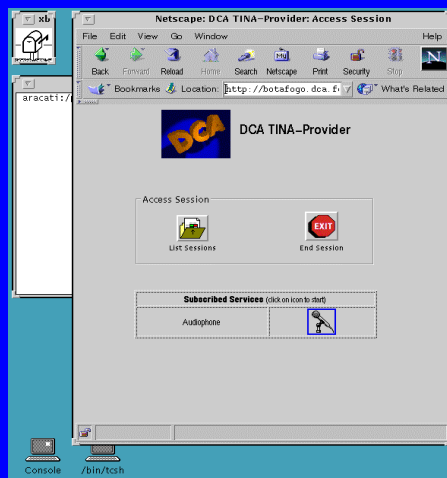 xb
Netscape: DCA TINA-Provider: Access Session
File Edit View Go Window Help
Back Forward Reload Home Search Netscape Print Security Stop
N
Bookmarks Location: http://botafogo.dca.f What's Related
aracati:/
DCA
DCA TINA-Provider
Access Session
List Sessions End Session
Subscribed Services (click on icon to start)
Audiophone
Console /bin/tcsh